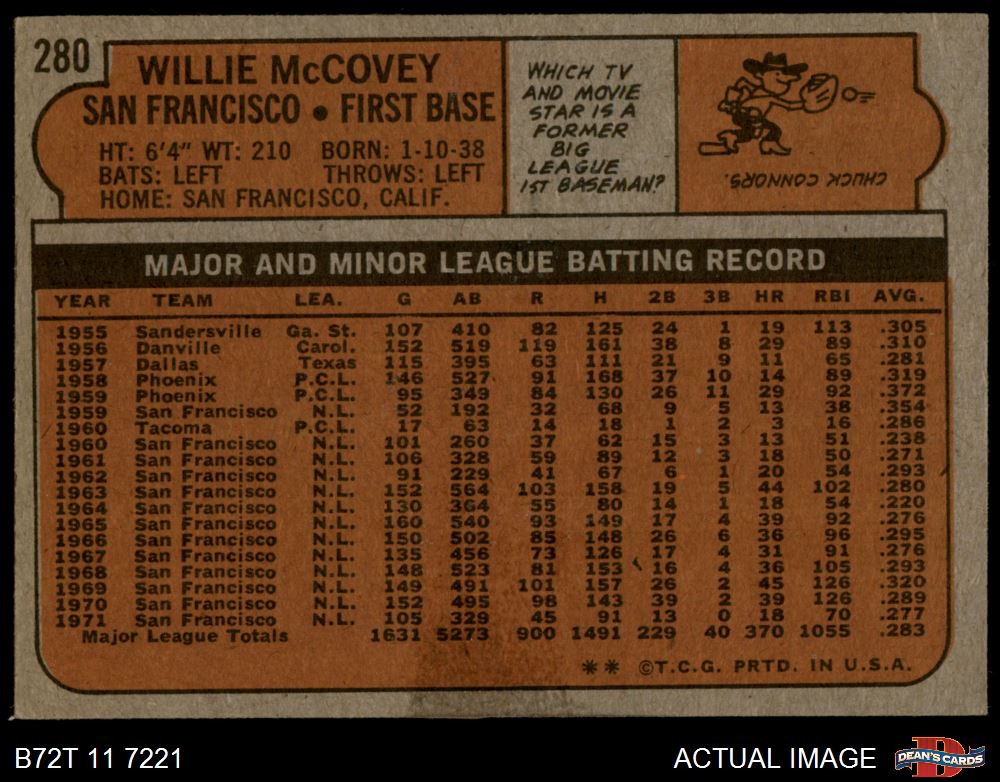 280
WILLIE McCOVEY
SAN FRANCISCO • FIRST BASE
HT: 6'4" WT: 210 BORN: 1-10-38
BATS: LEFT THROWS: LEFT
HOME: SAN FRANCISCO, CALIF.
WHICH TV
AND MOVIE
STAR IS A
FORMER
BIG
LEAGUE
1ST BASEMAN?
CHUCK CONNORS.
MAJOR AND MINOR LEAGUE BATTING RECORD
YEAR TEAM LEA. G AB R H 2B 3B HR RBI AVG.
1955 Sandersville Ga. St. 107 410 82 125 24 1 19 113 .305
1956 Danville Carol. 152 519 119 161 38 8 29 89 .310
1957 Dallas Texas 115 395 63 111 21 9 11 65 .281
1958 Phoenix P.C.L. 146 527 91 168 37 10 14 89 .319
1959 Phoenix P.C.L. 95 349 84 130 26 11 29 92 .372
1959 San Francisco N.L. 52 192 32 68 9 5 13 38 .354
1960 Tacoma P.C.L. 17 63 14 18 1 2 3 16 .286
1960 San Francisco N.L. 101 260 37 62 15 3 13 51 .238
1961 San Francisco N.L. 106 328 59 89 12 3 18 50 .271
1962 San Francisco N.L. 91 229 41 67 6 1 20 54 .293
1963 San Francisco N.L. 152 564 103 158 19 5 44 102 .280
1964 San Francisco N.L. 130 364 55 80 14 1 18 54 .220
1965 San Francisco N.L. 160 540 93 149 17 4 39 92 .276
1966 San Francisco N.L. 150 502 85 148 26 6 36 96 .295
1967 San Francisco N.L. 135 456 73 126 17 4 31 91 .276
1968 San Francisco N.L. 148 523 81 153 16 4 36 105 .293
1969 San Francisco N.L. 149 491 101 157 26 2 45 126 .320
1970 San Francisco N.L. 152 495 98 143 39 2 39 126 .289
1971 San Francisco N.L. 105 329 45 91 13 0 18 70 .277
Major League Totals 1631 5273 900 1491 229 40 370 1055 .283
** ©T.C.G. PRTD. IN U.S.A.
B72T 11 7221 ACTUAL IMAGE
D
DEAN'S CARDS